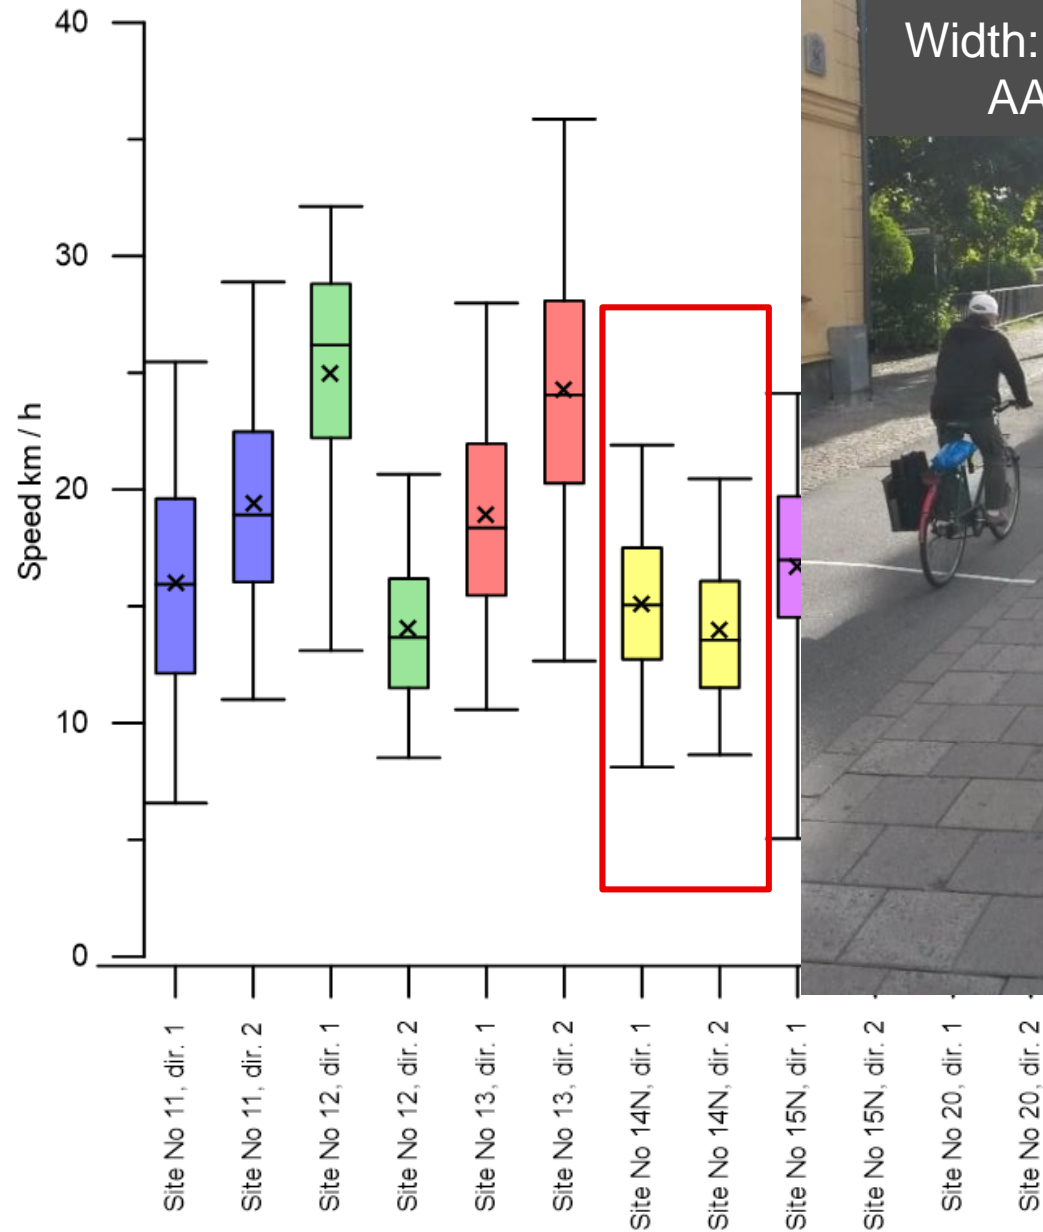 40
30
20
10
0
Speed km / h
Width:
AA
Site No 11, dir. 1
Site No 11, dir. 2
Site No 12, dir. 1
Site No 12, dir. 2
Site No 13, dir. 1
Site No 13, dir. 2
Site No 14N, dir. 1
Site No 14N, dir. 2
Site No 15N, dir. 1
Site No 15N, dir. 2
Site No 20, dir. 1
Site No 20, dir. 2